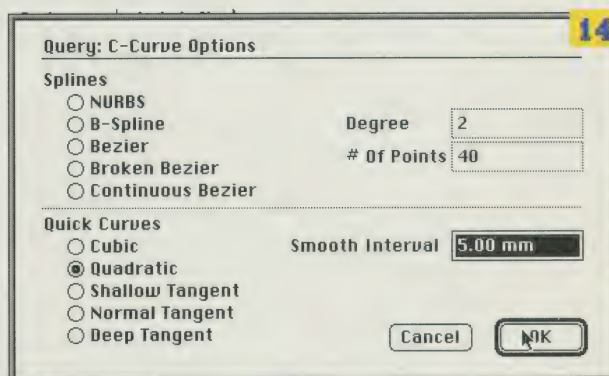 14
Query: C-Curve Options
Splines
NURBS
B-Spline
Bezier
Broken Bezier
Continuous Bezier
Degree 2
# Of Points 40
Quick Curves
Cubic
Quadratic
Shallow Tangent
Normal Tangent
Deep Tangent
Smooth Interval 5.00 mm
Cancel OK